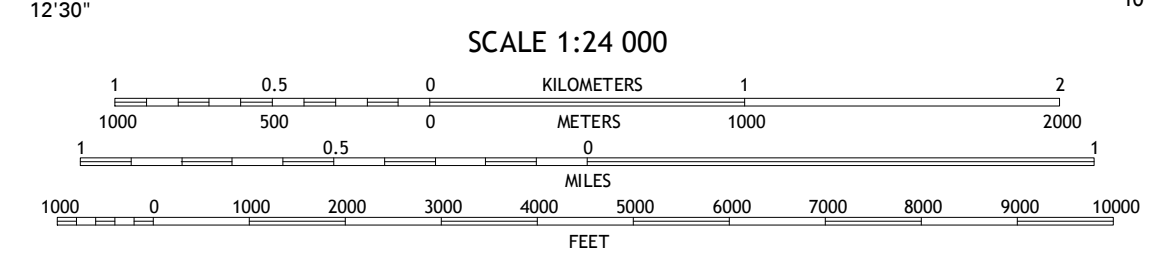 12'30"
SCALE 1:24 000
1 0.5 0 KILOMETERS 1 2
1000 500 0 METERS 1000 2000
1 0.5 0 1
MILES
1000 0 1000 2000 3000 4000 5000 6000 7000 8000 9000 10000
FEET